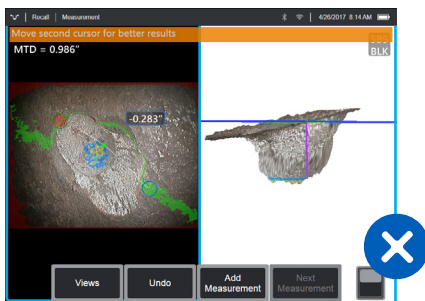 Recall | Measurement
4/26/2017 8:14 AM
Move second cursor for better results
MTD = 0.986"
BLK
-0.283"
Views
Undo
Add
Measurement
Next
Measurement